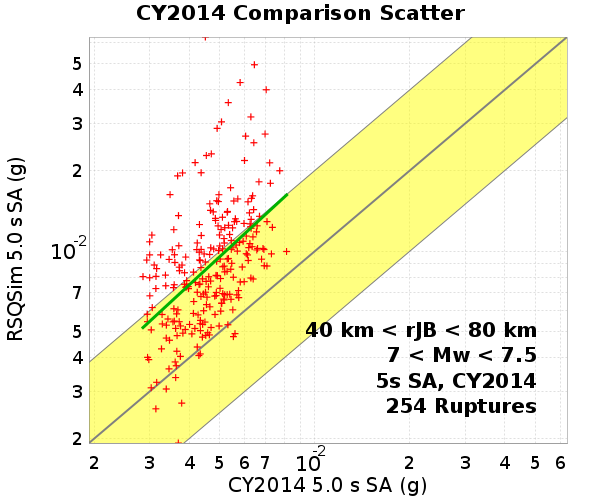 CY2014 Comparison Scatter
5
4
3
2
10-2
7
5
4
3
2
RSQSim 5.0 s SA (g)
40 km < rJB < 80 km
7 < Mw < 7.5
5s SA, CY2014
254 Ruptures
2 3 4 5 6 7 10-2 2 3 4 5 6
CY2014 5.0 s SA (g)